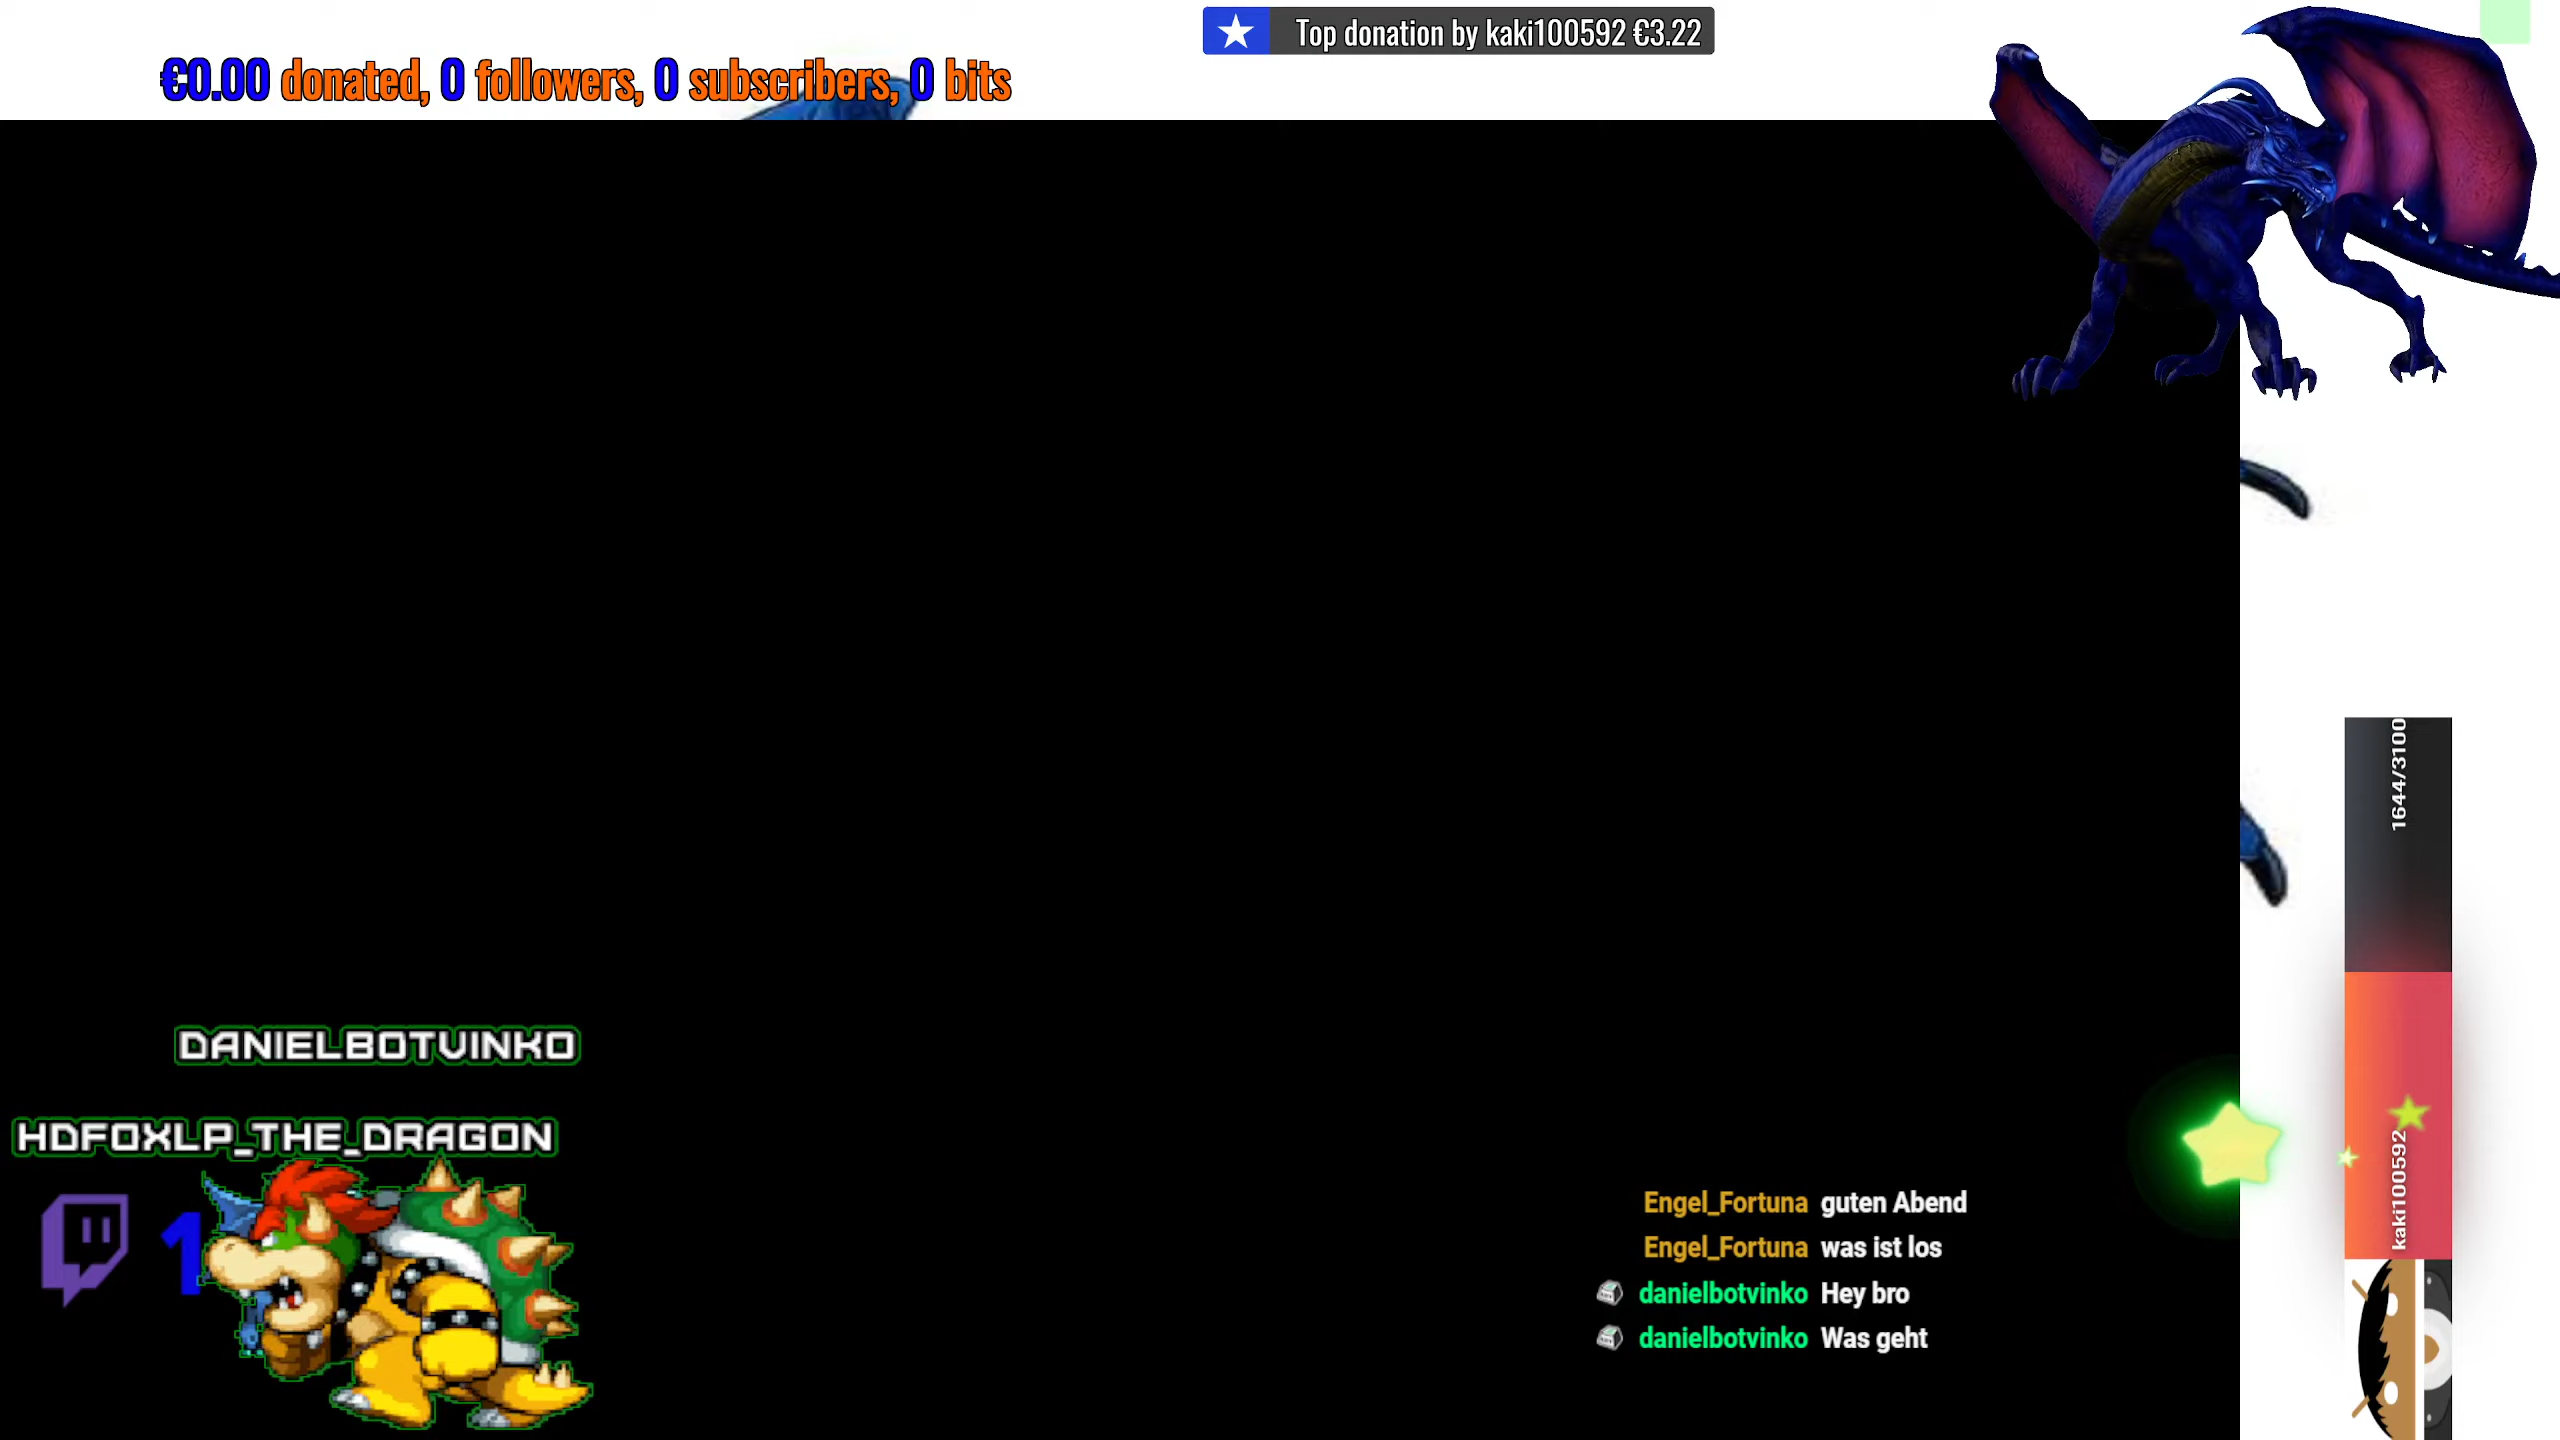 Top donation by kaki100592 €3.22
€0.00 donated, 0 followers, 0 subscribers, 0 bits
1644/3100
kaki100592
DANIELBOTVINKO
HDFOXLP_THE_DRAGON
1
Engel_Fortuna guten Abend
Engel_Fortuna was ist los
danielbotvinko Hey bro
danielbotvinko Was geht